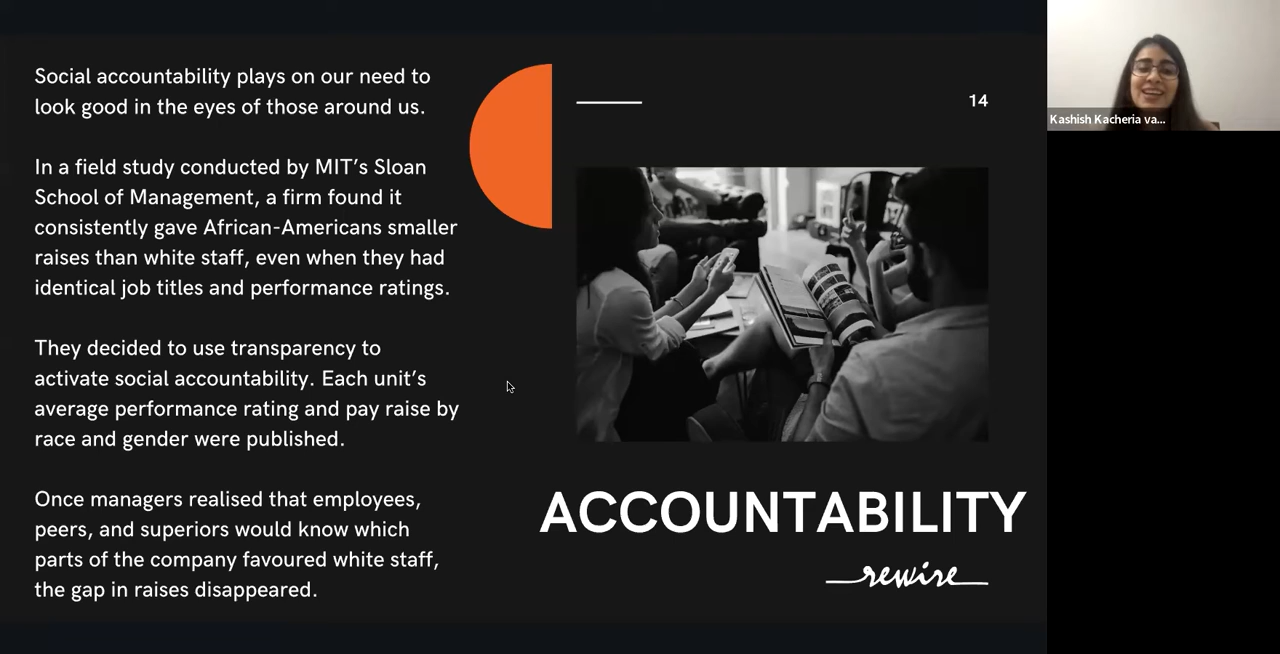 Social accountability plays on our need to
look good in the eyes of those around us.
In a field study conducted by MIT’s Sloan
School of Management, a firm found it
consistently gave African-Americans smaller
raises than white staff, even when they had
identical job titles and performance ratings.
They decided to use transparency to
activate social accountability. Each unit’s
average performance rating and pay raise by
race and gender were published.
Once managers realised that employees,
peers, and superiors would know which
parts of the company favoured white staff,
the gap in raises disappeared.
14
ACCOUNTABILITY
rewire
Kashish Kacheria va...